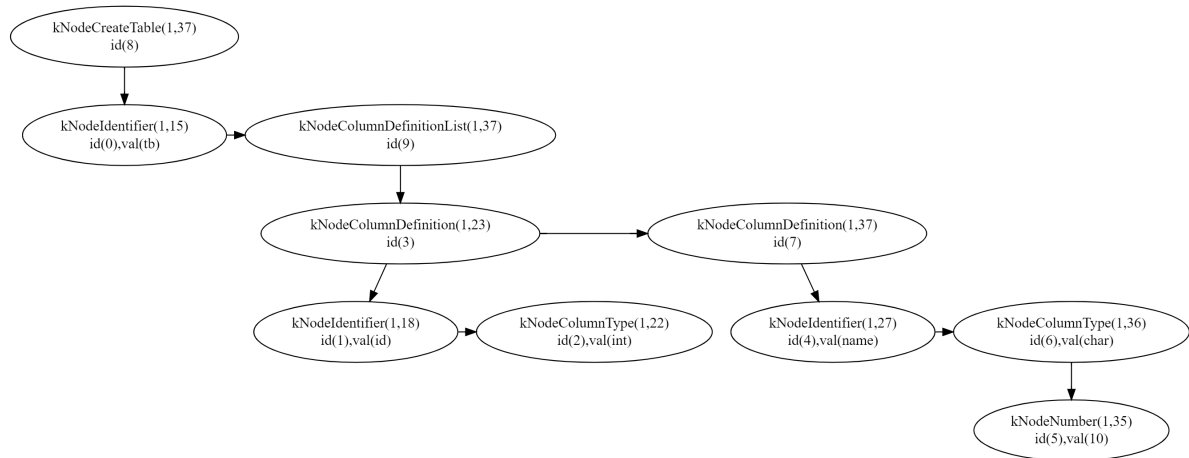 kNodeCreateTable(1,37)
id(8)
kNodeIdentifier(1,15)
id(0),val(tb)
kNodeColumnDefinitionList(1,37)
id(9)
kNodeColumnDefinition(1,23)
id(3)
kNodeColumnDefinition(1,37)
id(7)
kNodeIdentifier(1,18)
id(1),val(id)
kNodeColumnType(1,22)
id(2),val(int)
kNodeIdentifier(1,27)
id(4),val(name)
kNodeColumnType(1,36)
id(6),val(char)
kNodeNumber(1,35)
id(5),val(10)